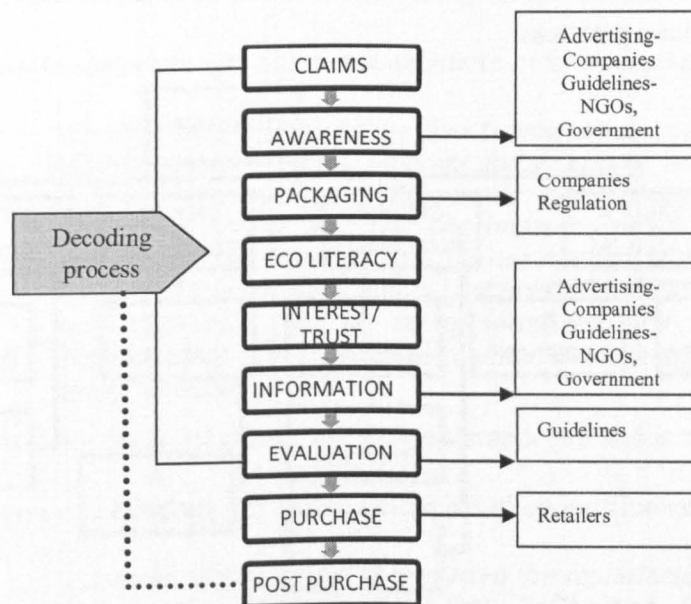 CLAIMS
AWARENESS
PACKAGING
ECO LITERACY
INTEREST/
TRUST
INFORMATION
EVALUATION
PURCHASE
POST PURCHASE
Decoding
process
Advertising-
Companies
Guidelines-
NGOs,
Government
Companies
Regulation
Advertising-
Companies
Guidelines-
NGOs,
Government
Guidelines
Retailers